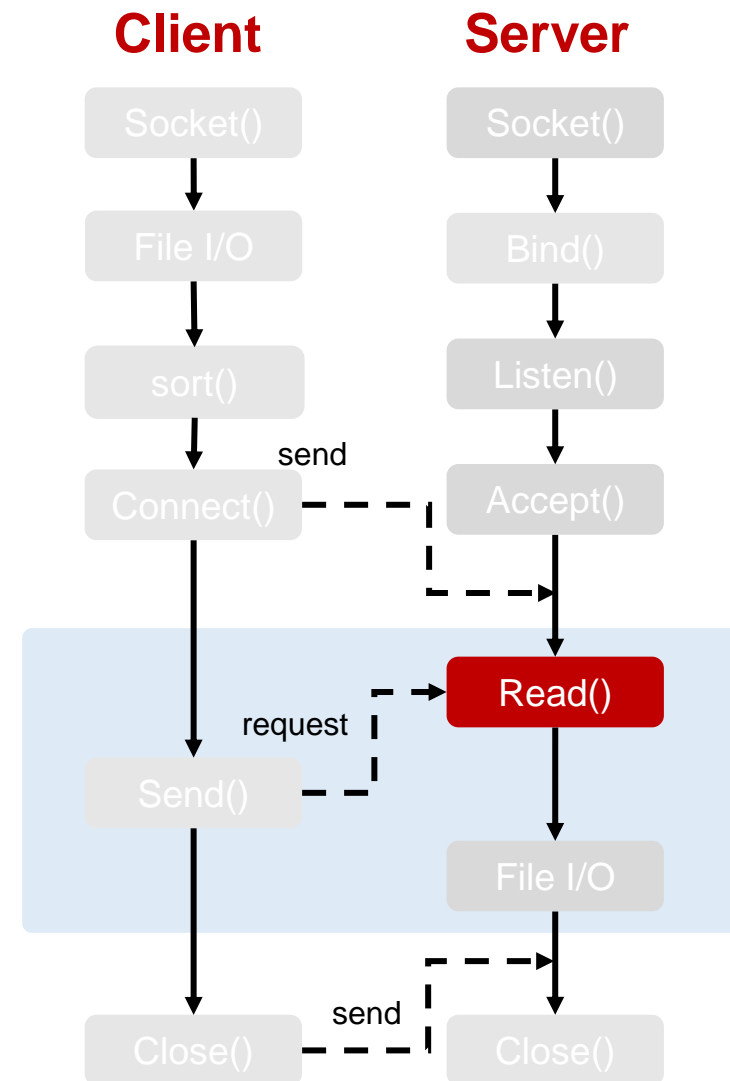 Client
Server
Socket()
Socket()
File I/O
Bind()
sort()
Listen()
send
Connect()
Accept()
Read()
request
Send()
File I/O
send
Close()
Close()